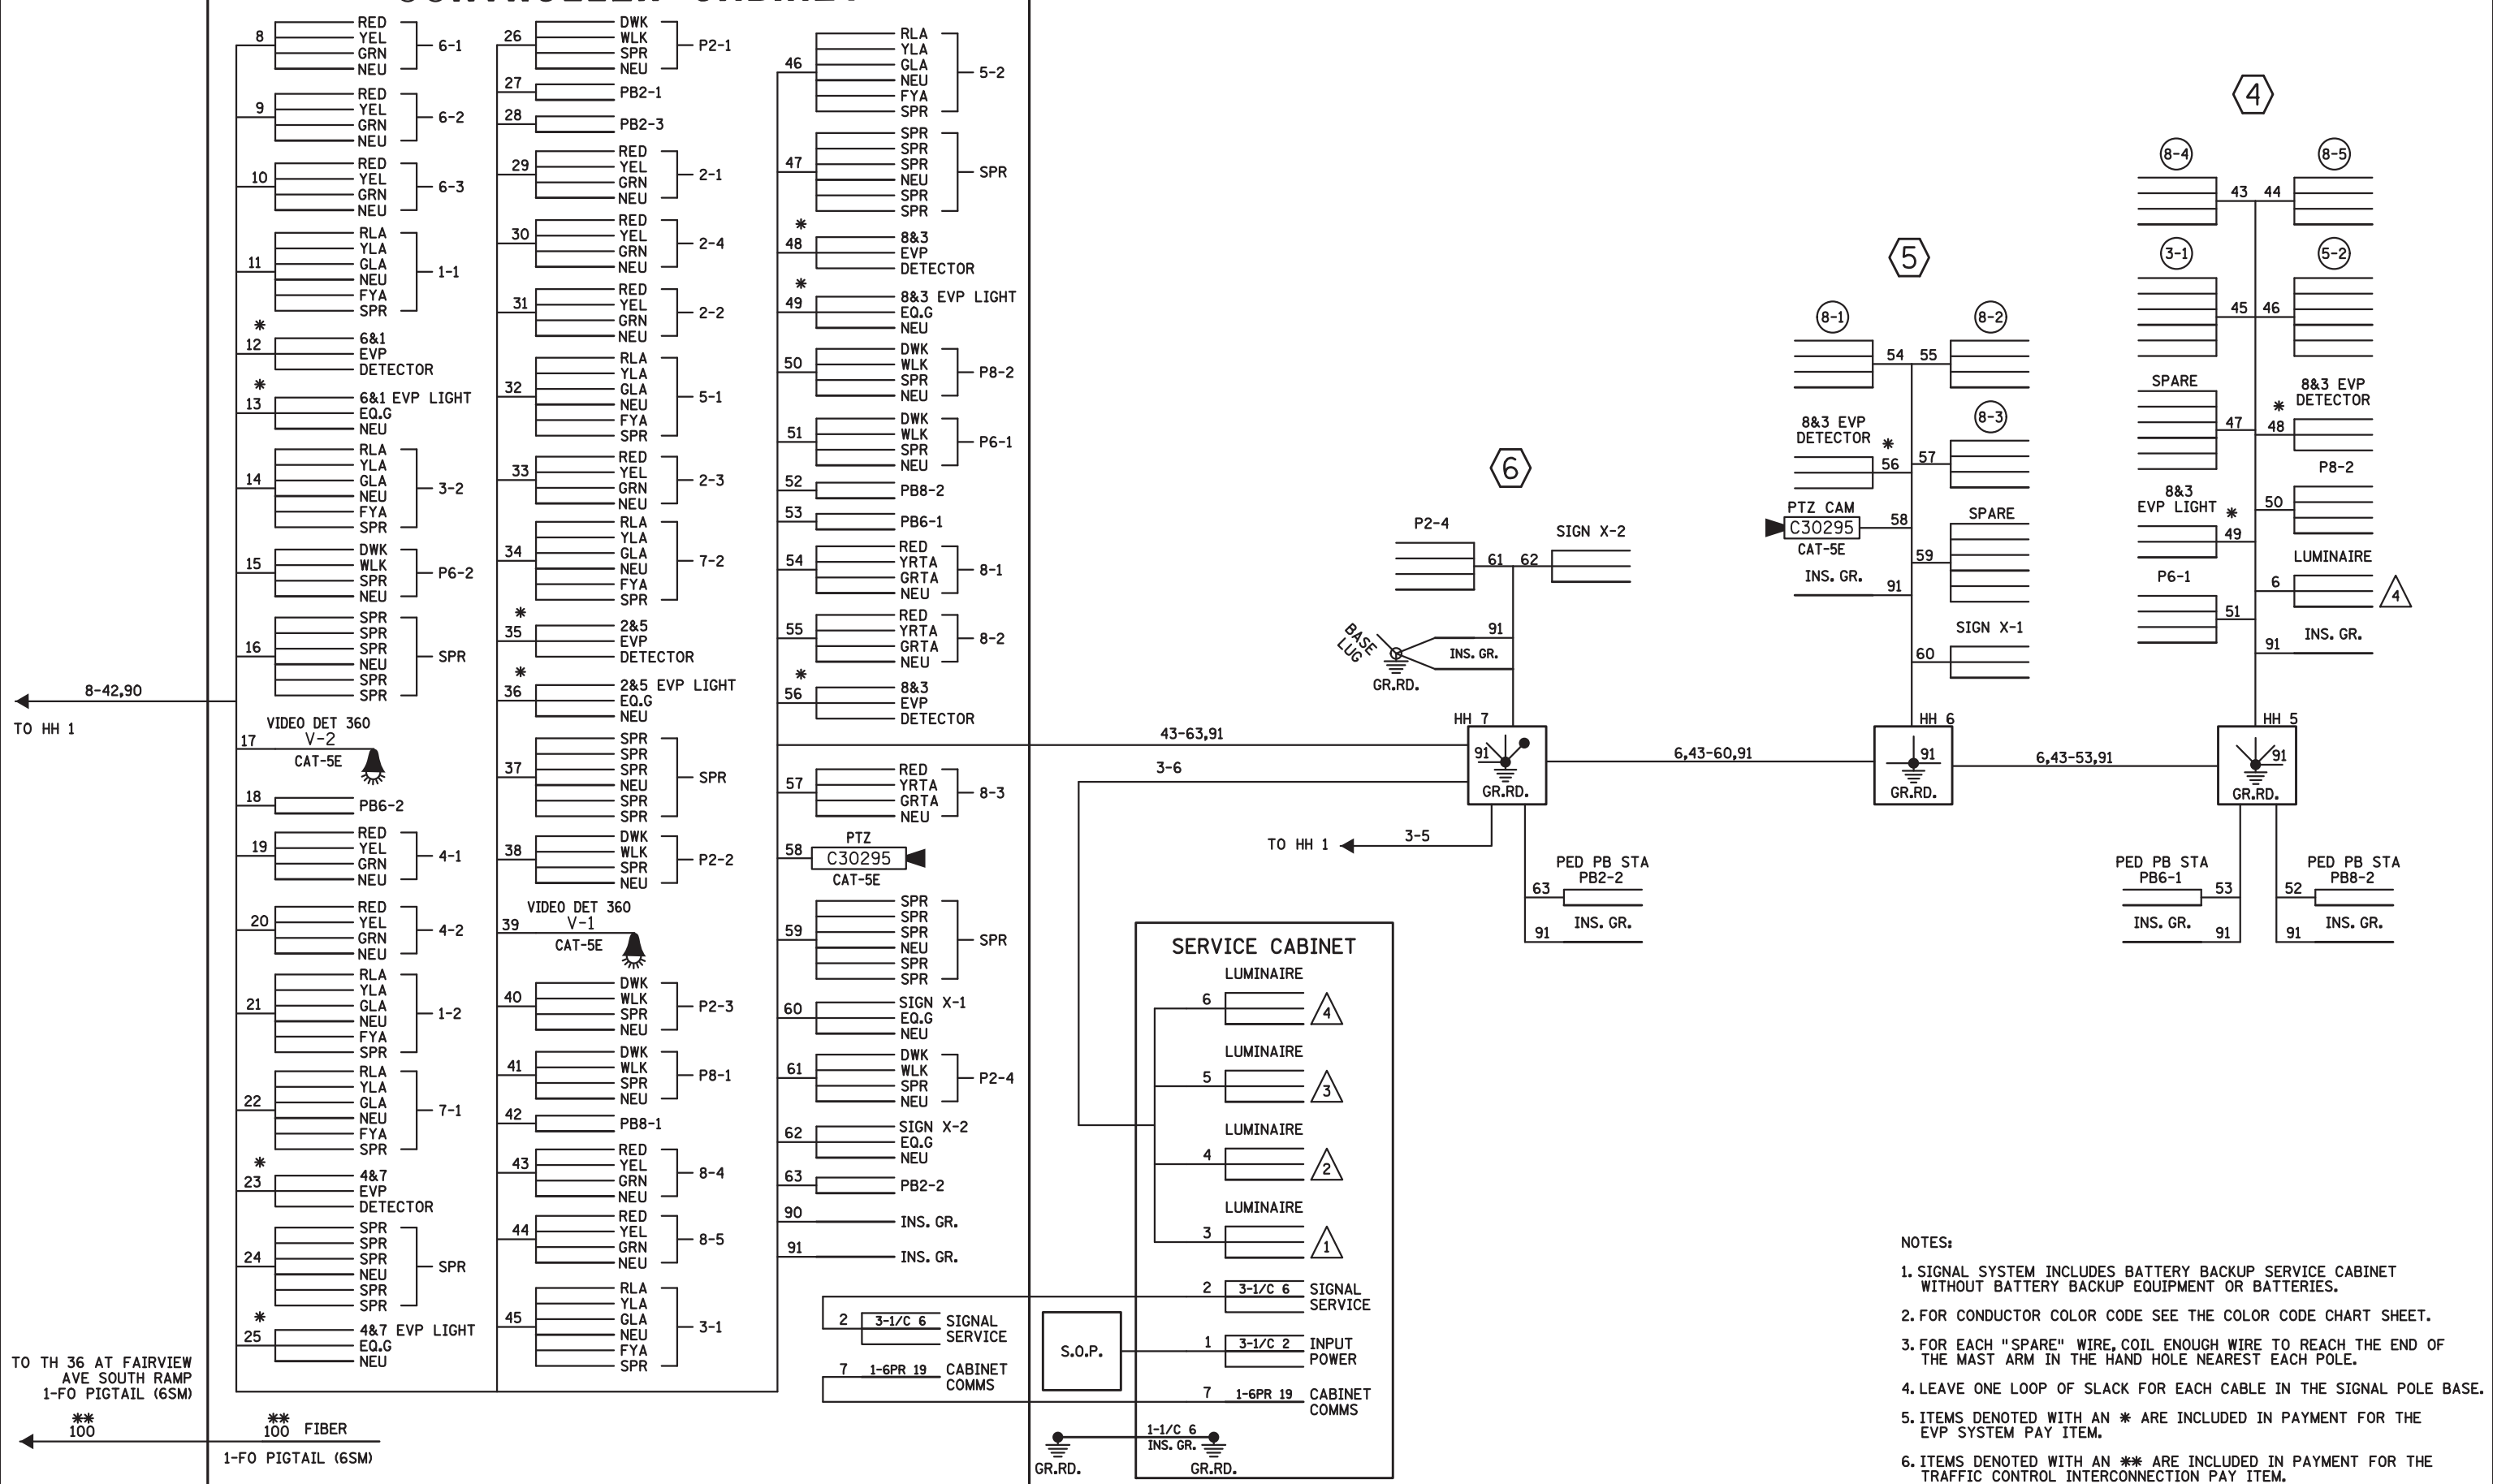 8
RED
YEL
GRN
NEU
6-1
9
RED
YEL
GRN
NEU
6-2
10
RED
YEL
GRN
NEU
6-3
11
RLA
YLA
GLA
NEU
FYA
SPR
1-1
*
12
6&1
EVP
DETECTOR
*
13
6&1 EVP LIGHT
EQ.G
NEU
14
RLA
YLA
GLA
NEU
FYA
SPR
3-2
15
DWK
WLK
SPR
NEU
P6-2
16
SPR
SPR
SPR
NEU
SPR
SPR
SPR
8-42,90
TO HH 1
VIDEO DET 360
17
V-2
CAT-5E
18
PB6-2
19
RED
YEL
GRN
NEU
4-1
20
RED
YEL
GRN
NEU
4-2
21
RLA
YLA
GLA
NEU
FYA
SPR
1-2
22
RLA
YLA
GLA
NEU
FYA
SPR
7-1
*
23
4&7
EVP
DETECTOR
24
SPR
SPR
SPR
NEU
SPR
SPR
SPR
*
25
4&7 EVP LIGHT
EQ.G
NEU
TO TH 36 AT FAIRVIEW
AVE SOUTH RAMP
1-FO PIGTAIL (6SM)
**
100
**
100
FIBER
1-FO PIGTAIL (6SM)
26
DWK
WLK
SPR
NEU
P2-1
27
PB2-1
28
PB2-3
29
RED
YEL
GRN
NEU
2-1
30
RED
YEL
GRN
NEU
2-4
31
RED
YEL
GRN
NEU
2-2
32
RLA
YLA
GLA
NEU
FYA
SPR
5-1
33
RED
YEL
GRN
NEU
2-3
34
RLA
YLA
GLA
NEU
FYA
SPR
7-2
*
35
2&5
EVP
DETECTOR
*
36
2&5 EVP LIGHT
EQ.G
NEU
37
SPR
SPR
SPR
NEU
SPR
SPR
SPR
38
DWK
WLK
SPR
NEU
P2-2
VIDEO DET 360
39
V-1
CAT-5E
40
DWK
WLK
SPR
NEU
P2-3
41
DWK
WLK
SPR
NEU
P8-1
42
PB8-1
43
RED
YEL
GRN
NEU
8-4
44
RED
YEL
GRN
NEU
8-5
45
RLA
YLA
GLA
NEU
FYA
SPR
3-1
46
RLA
YLA
GLA
NEU
FYA
SPR
5-2
47
SPR
SPR
SPR
NEU
SPR
SPR
SPR
*
48
8&3
EVP
DETECTOR
*
49
8&3 EVP LIGHT
EQ.G
NEU
50
DWK
WLK
SPR
NEU
P8-2
51
DWK
WLK
SPR
NEU
P6-1
52
PB8-2
53
PB6-1
54
RED
YRTA
GRTA
NEU
8-1
55
RED
YRTA
GRTA
NEU
8-2
*
56
8&3
EVP
DETECTOR
57
RED
YRTA
GRTA
NEU
8-3
PTZ
58
C30295
CAT-5E
59
SPR
SPR
SPR
NEU
SPR
SPR
SPR
60
SIGN X-1
EQ.G
NEU
61
DWK
WLK
SPR
NEU
P2-4
62
SIGN X-2
EQ.G
NEU
63
PB2-2
90
INS. GR.
91
INS. GR.
2
3-1/C 6
SIGNAL
SERVICE
7
1-6PR 19
CABINET
COMMS
43-63,91
3-6
TO HH 1
3-5
6
P2-4
61
62
SIGN X-2
BASE
LUG
91
INS. GR.
GR.RD.
HH 7
91
GR.RD.
63
PED PB STA
PB2-2
INS. GR.
91
6,43-60,91
5
8-1
54
55
8-2
8-3
57
8&3 EVP
DETECTOR
*
56
PTZ CAM
C30295
58
CAT-5E
SPARE
59
INS. GR.
91
SIGN X-1
60
HH 6
91
GR.RD.
6,43-53,91
4
8-4
43
44
8-5
3-1
45
46
5-2
SPARE
47
8&3 EVP
DETECTOR
*
48
P8-2
50
8&3
EVP LIGHT
*
49
LUMINAIRE
6
4
P6-1
51
INS. GR.
91
HH 5
91
GR.RD.
PED PB STA
PB6-1
53
INS. GR.
91
PED PB STA
PB8-2
52
INS. GR.
91
SERVICE CABINET
LUMINAIRE
6
4
LUMINAIRE
5
3
LUMINAIRE
4
2
LUMINAIRE
3
1
2
3-1/C 6
SIGNAL
SERVICE
S.O.P.
1
3-1/C 2
INPUT
POWER
7
1-6PR 19
CABINET
COMMS
1-1/C 6
INS. GR.
GR.RD.
GR.RD.
NOTES:
1. SIGNAL SYSTEM INCLUDES BATTERY BACKUP SERVICE CABINET
WITHOUT BATTERY BACKUP EQUIPMENT OR BATTERIES.
2. FOR CONDUCTOR COLOR CODE SEE THE COLOR CODE CHART SHEET.
3. FOR EACH "SPARE" WIRE, COIL ENOUGH WIRE TO REACH THE END OF
THE MAST ARM IN THE HAND HOLE NEAREST EACH POLE.
4. LEAVE ONE LOOP OF SLACK FOR EACH CABLE IN THE SIGNAL POLE BASE.
5. ITEMS DENOTED WITH AN * ARE INCLUDED IN PAYMENT FOR THE
EVP SYSTEM PAY ITEM.
6. ITEMS DENOTED WITH AN ** ARE INCLUDED IN PAYMENT FOR THE
TRAFFIC CONTROL INTERCONNECTION PAY ITEM.